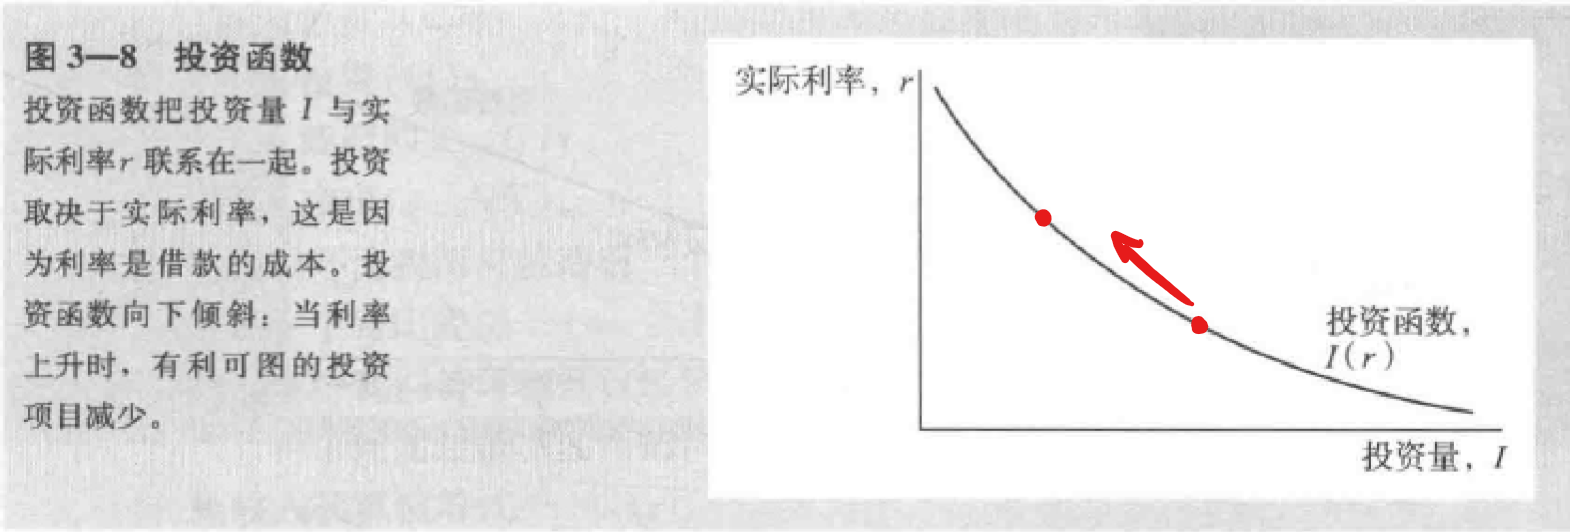 图 3—8 投资函数
投资函数把投资量 I 与实
际利率r 联系在一起。投资
取决于实际利率，这是因
为利率是借款的成本。投
资函数向下倾斜：当利率
上升时，有利可图的投资
项目减少。
实际利率，r
投资函数，
I(r)
投资量，I